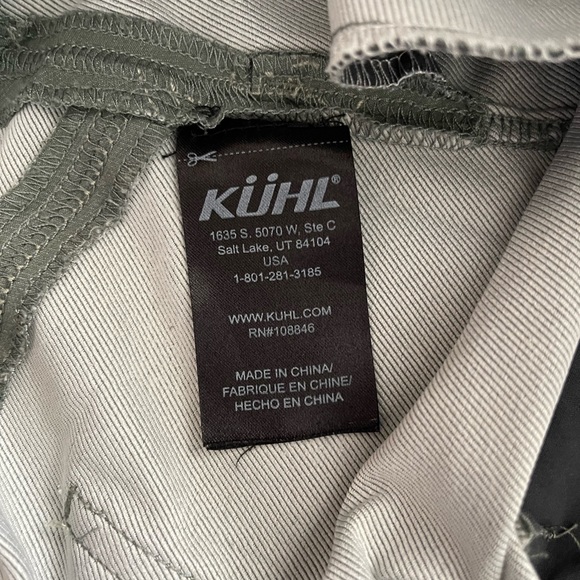 KÜHL®
1635 S. 5070 W, Ste C
Salt Lake, UT 84104
USA
1-801-281-3185
WWW.KUHL.COM
RN#108846
MADE IN CHINA/
FABRIQUE EN CHINE/
HECHO EN CHINA